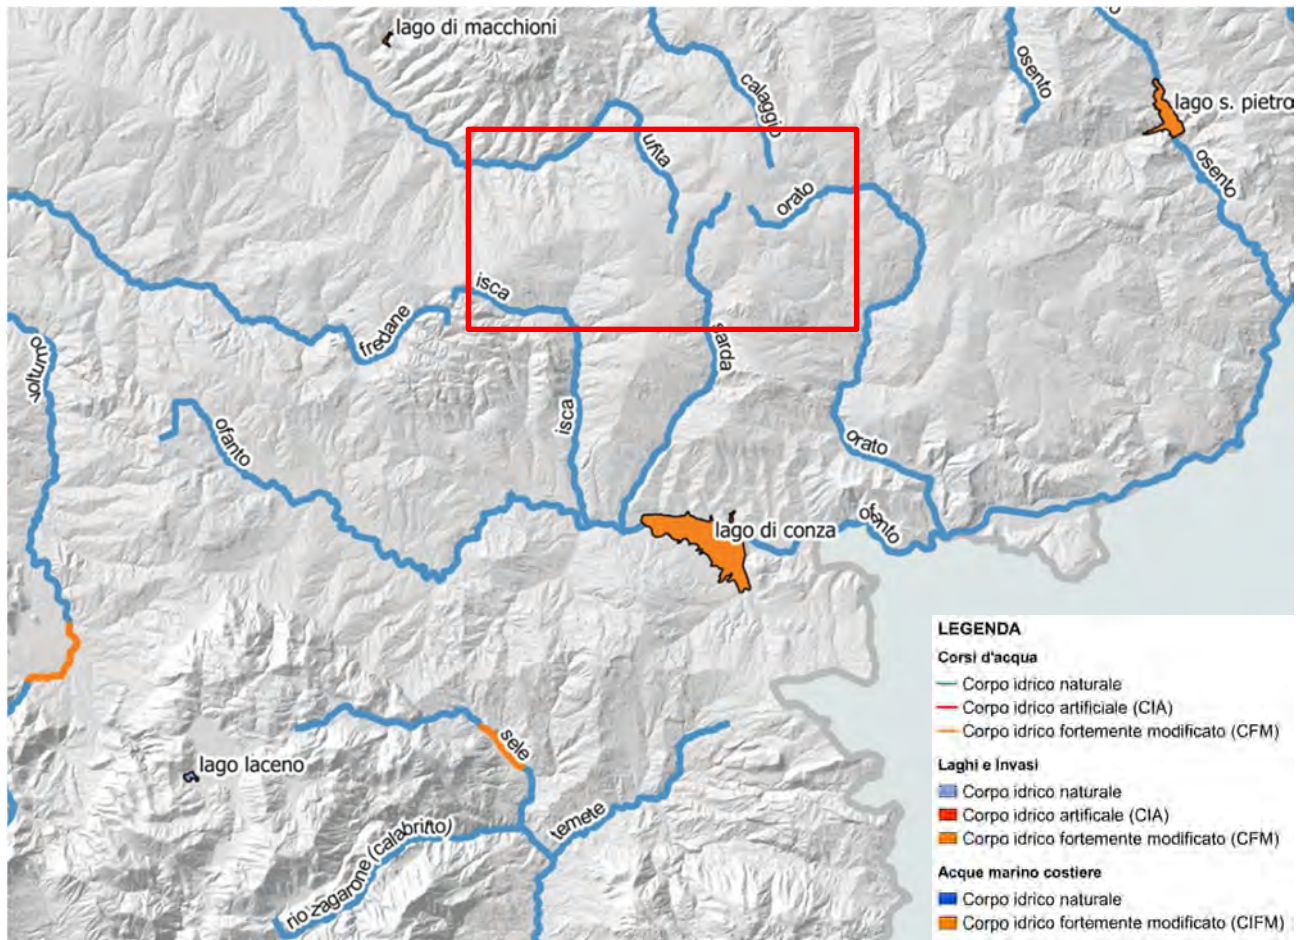 lago di macchioni
calaggio
osento
lago s. pietro
osento
ufita
orato
isca
fredane
sarda
volturno
ofanto
isca
orato
lago di conza
ofanto
sele
lago laceno
temete
rio zagarone (calabritto)
LEGENDA
Corsi d'acqua
Corpo idrico naturale
Corpo idrico artificiale (CIA)
Corpo idrico fortemente modificato (CFM)
Laghi e Invasi
Corpo idrico naturale
Corpo idrico artificale (CIA)
Corpo idrico fortemente modificato (CFM)
Acque marino costiere
Corpo idrico naturale
Corpo idrico fortemente modificato (CIFM)